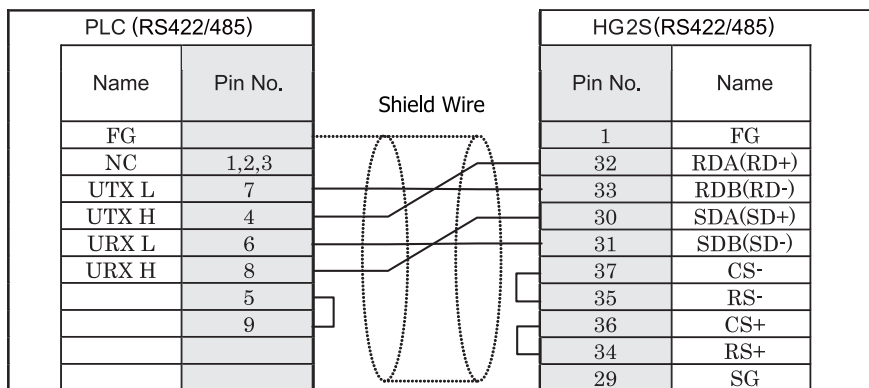 PLC (RS422/485) HG2S(RS422/485)
Name Pin No. Shield Wire Pin No. Name
FG 1 FG
NC 1,2,3 32 RDA(RD+)
UTX L 7 33 RDB(RD-)
UTX H 4 30 SDA(SD+)
URX L 6 31 SDB(SD-)
URX H 8 37 CS-
5 35 RS-
9 36 CS+
34 RS+
29 SG